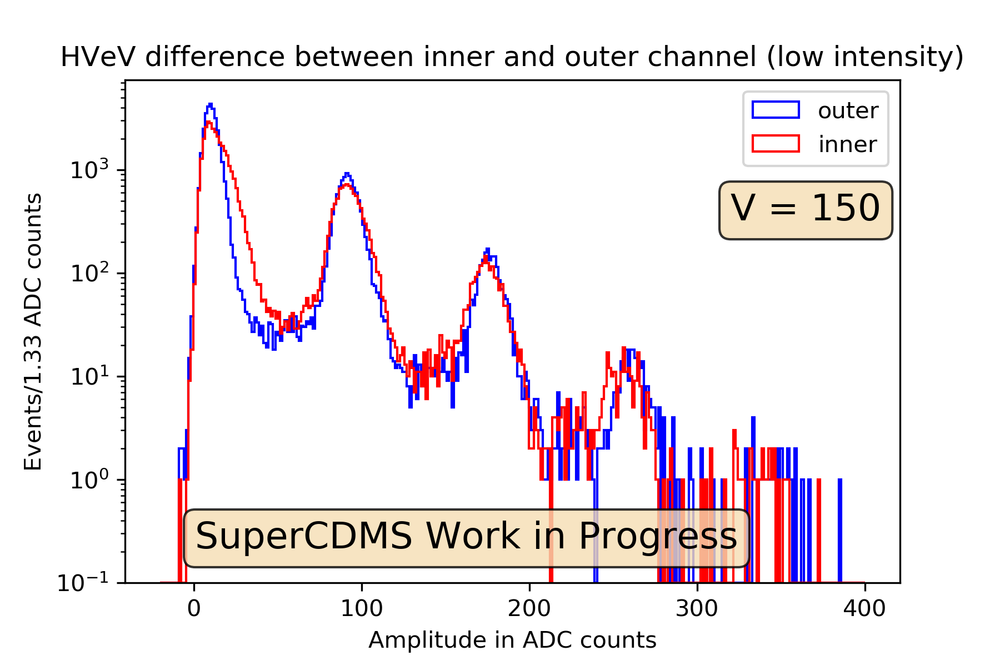 HVeV difference between inner and outer channel (low intensity)
outer
inner
V = 150
Events/1.33 ADC counts
10³
10²
10¹
10⁰
10⁻¹
SuperCDMS Work in Progress
0 100 200 300 400
Amplitude in ADC counts